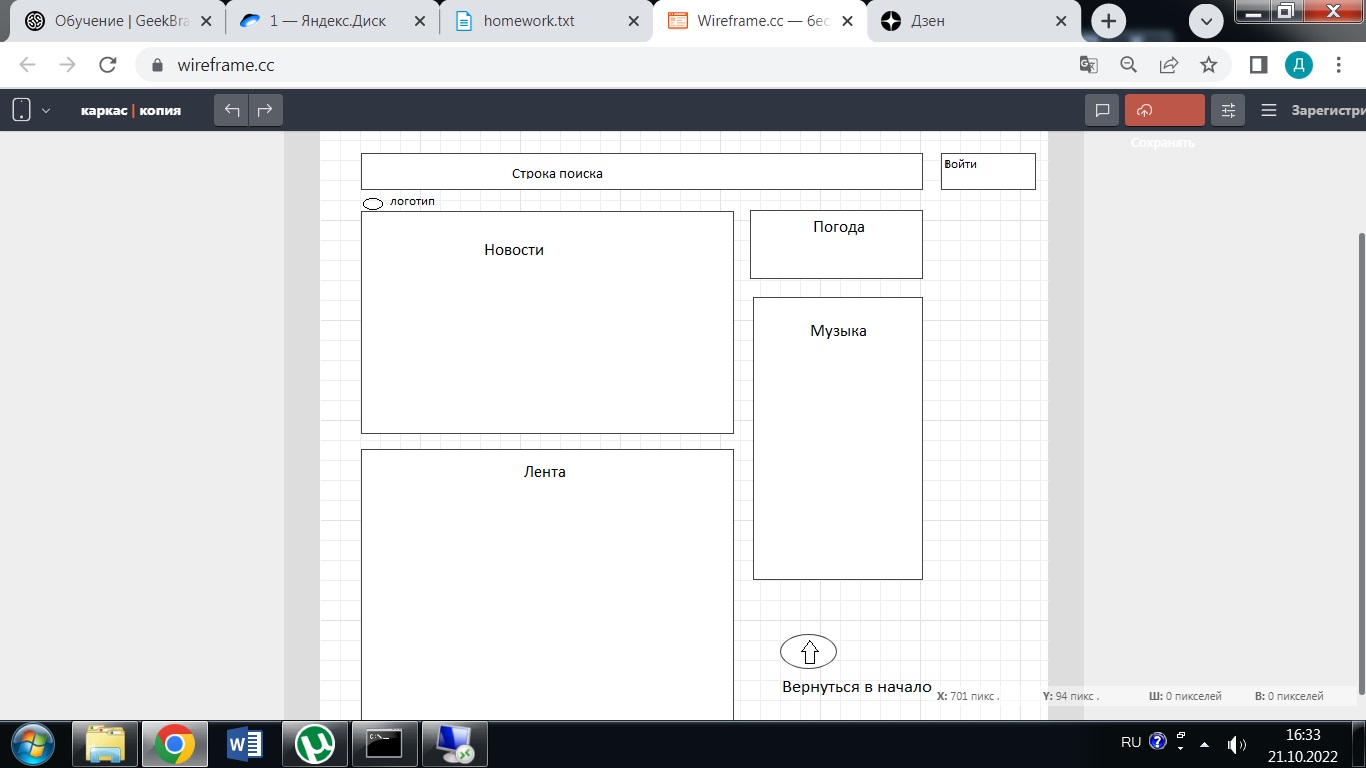 Обучение | GeekBra
1 — Яндекс.Диск
homework.txt
Wireframe.cc — бес
Дзен
wireframe.cc
Д
каркас | копия
Зарегистри
Сохранять
Строка поиска
Войти
логотип
Новости
Погода
Музыка
Лента
Вернуться в начало
X: 701 пикс .
Y: 94 пикс .
Ш: 0 пикселей
В: 0 пикселей
RU
16:33
21.10.2022